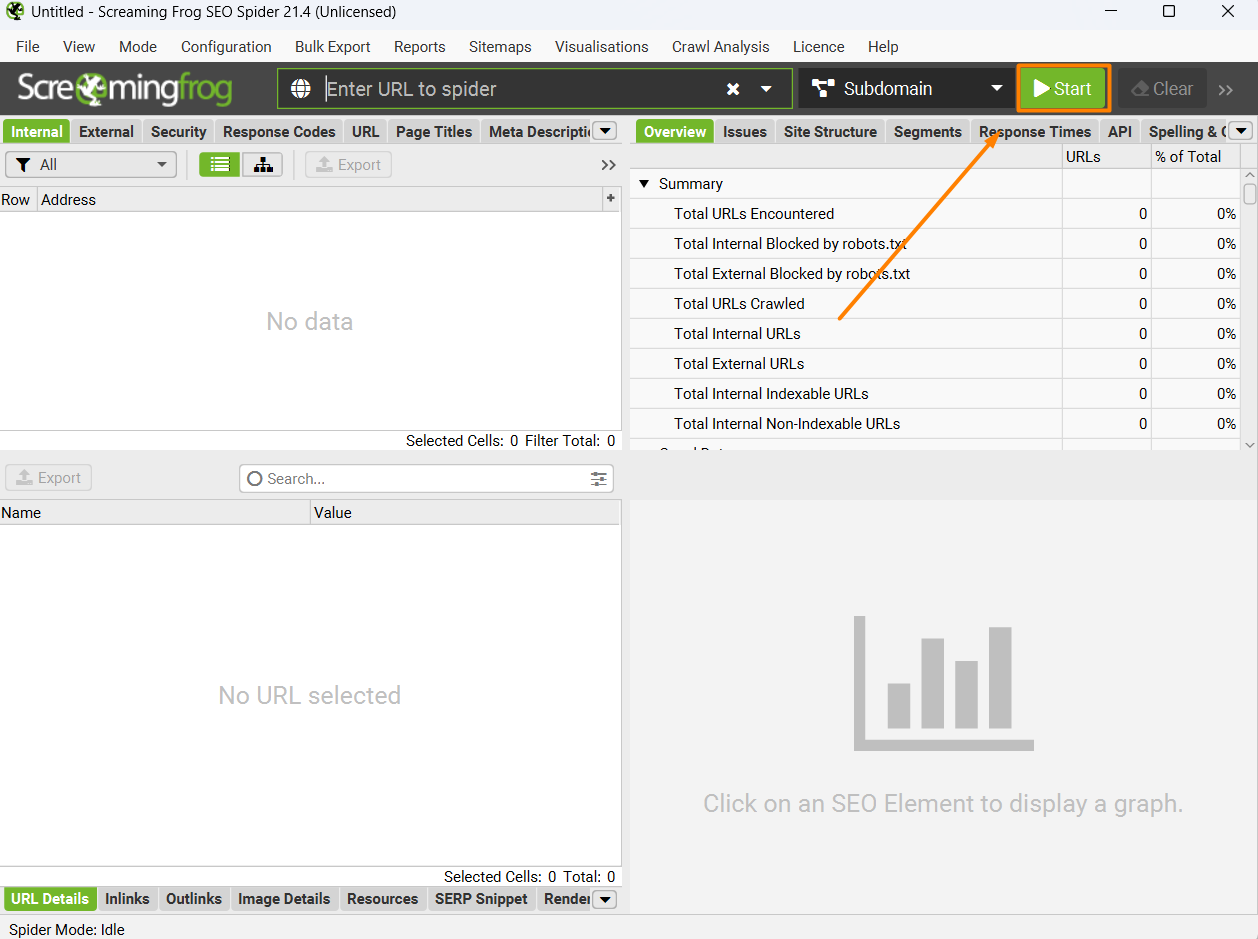 Untitled - Screaming Frog SEO Spider 21.4 (Unlicensed)
File View Mode Configuration Bulk Export Reports Sitemaps Visualisations Crawl Analysis Licence Help
Screamingfrog Enter URL to spider Subdomain Start Clear
Internal External Security Response Codes URL Page Titles Meta Descripti
Overview Issues Site Structure Segments Response Times API Spelling &
All Export
URLs % of Total
Row Address
Summary
Total URLs Encountered 0 0%
Total Internal Blocked by robots.txt 0 0%
Total External Blocked by robots.txt 0 0%
Total URLs Crawled 0 0%
Total Internal URLs 0 0%
Total External URLs 0 0%
Total Internal Indexable URLs 0 0%
Total Internal Non-Indexable URLs 0 0%
No data
Selected Cells: 0 Filter Total: 0
Export Search...
Name Value
No URL selected
Click on an SEO Element to display a graph.
Selected Cells: 0 Total: 0
URL Details Inlinks Outlinks Image Details Resources SERP Snippet Render
Spider Mode: Idle